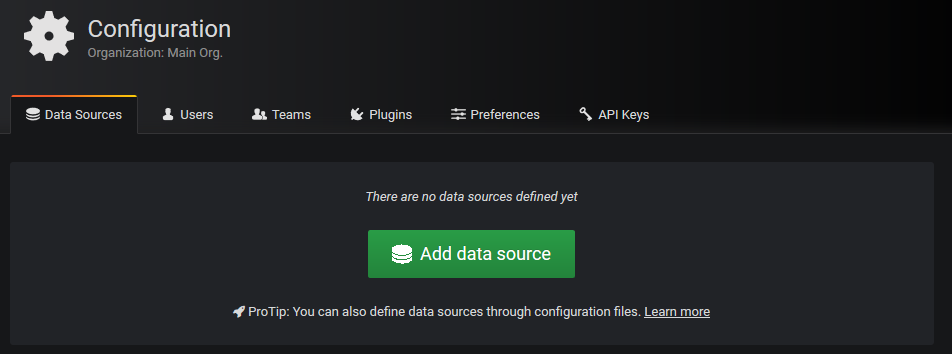 Configuration
Organization: Main Org.
Data Sources Users Teams Plugins Preferences API Keys
There are no data sources defined yet
Add data source
ProTip: You can also define data sources through configuration files. Learn more